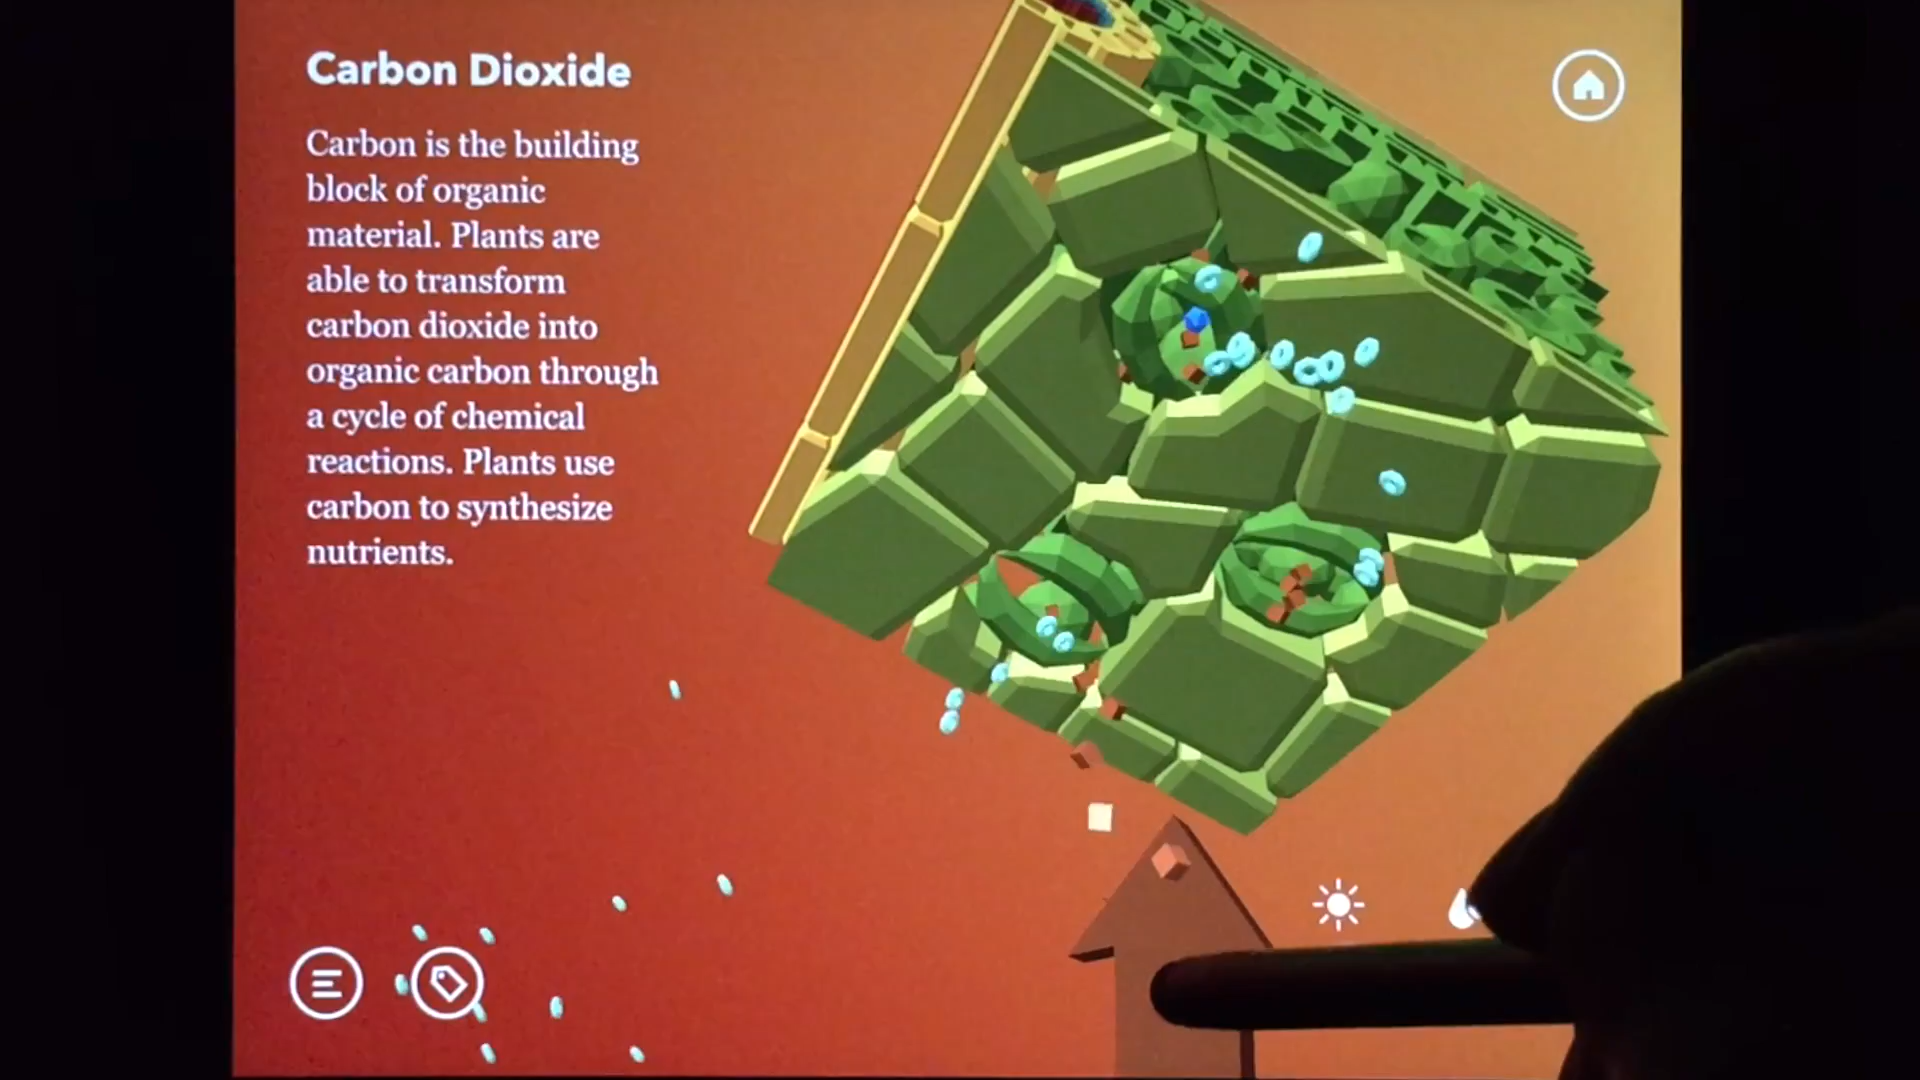 Carbon Dioxide
Carbon is the building
block of organic
material. Plants are
able to transform
carbon dioxide into
organic carbon through
a cycle of chemical
reactions. Plants use
carbon to synthesize
nutrients.